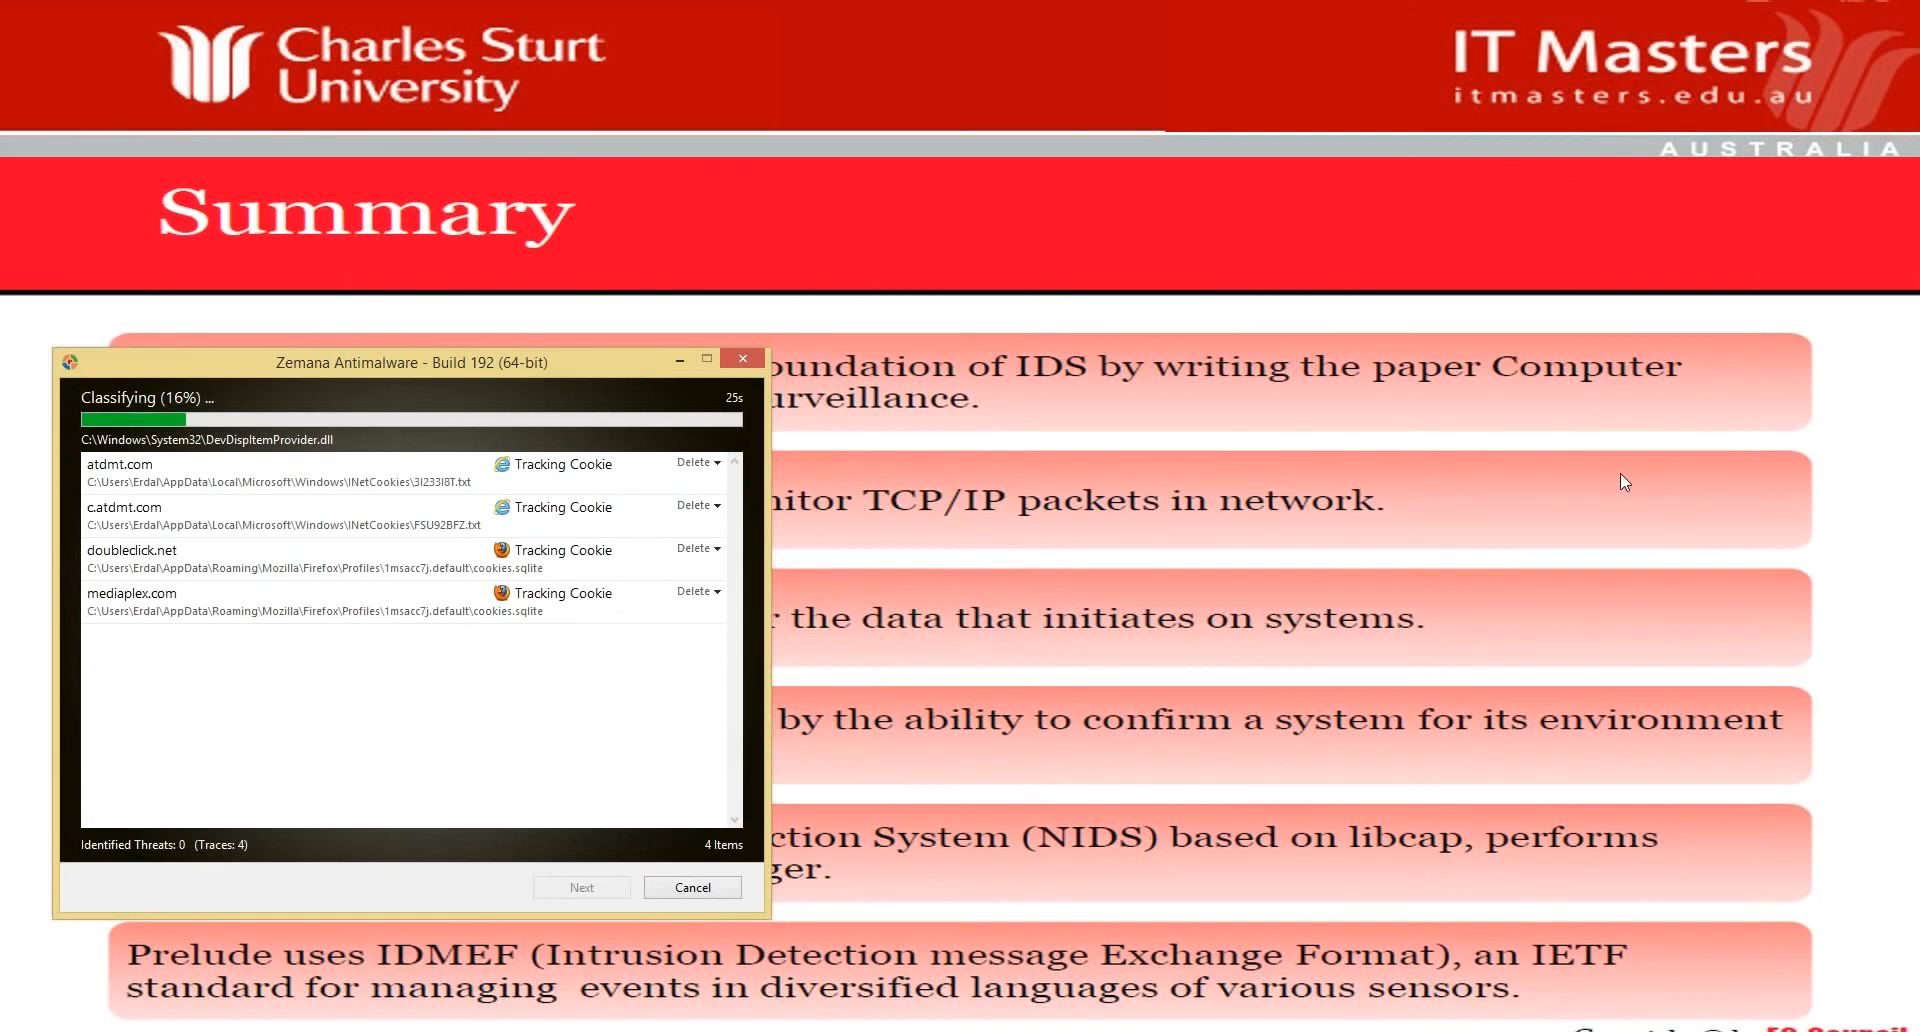 Charles Sturt
University
IT Masters
itmasters.edu.au
AUSTRALIA
Summary
Zemana Antimalware - Build 192 (64-bit)
Classifying (16%) ...
25s
C:\Windows\System32\DevDispItemProvider.dll
atdmt.com Tracking Cookie Delete
C:\Users\Erdal\AppData\Local\Microsoft\Windows\INetCookies\3I233I8T.txt
c.atdmt.com Tracking Cookie Delete
C:\Users\Erdal\AppData\Local\Microsoft\Windows\INetCookies\FSU92BFZ.txt
doubleclick.net Tracking Cookie Delete
C:\Users\Erdal\AppData\Roaming\Mozilla\Firefox\Profiles\1msacc7j.default\cookies.sqlite
mediaplex.com Tracking Cookie Delete
C:\Users\Erdal\AppData\Roaming\Mozilla\Firefox\Profiles\1msacc7j.default\cookies.sqlite
Identified Threats: 0 (Traces: 4)
4 Items
Next
Cancel
of IDS by writing the paper Computer
TCP/IP packets in network.
the data that initiates on systems.
by the ability to confirm a system for its environment
System (NIDS) based on libcap, performs
Prelude uses IDMEF (Intrusion Detection message Exchange Format), an IETF
standard for managing events in diversified languages of various sensors.